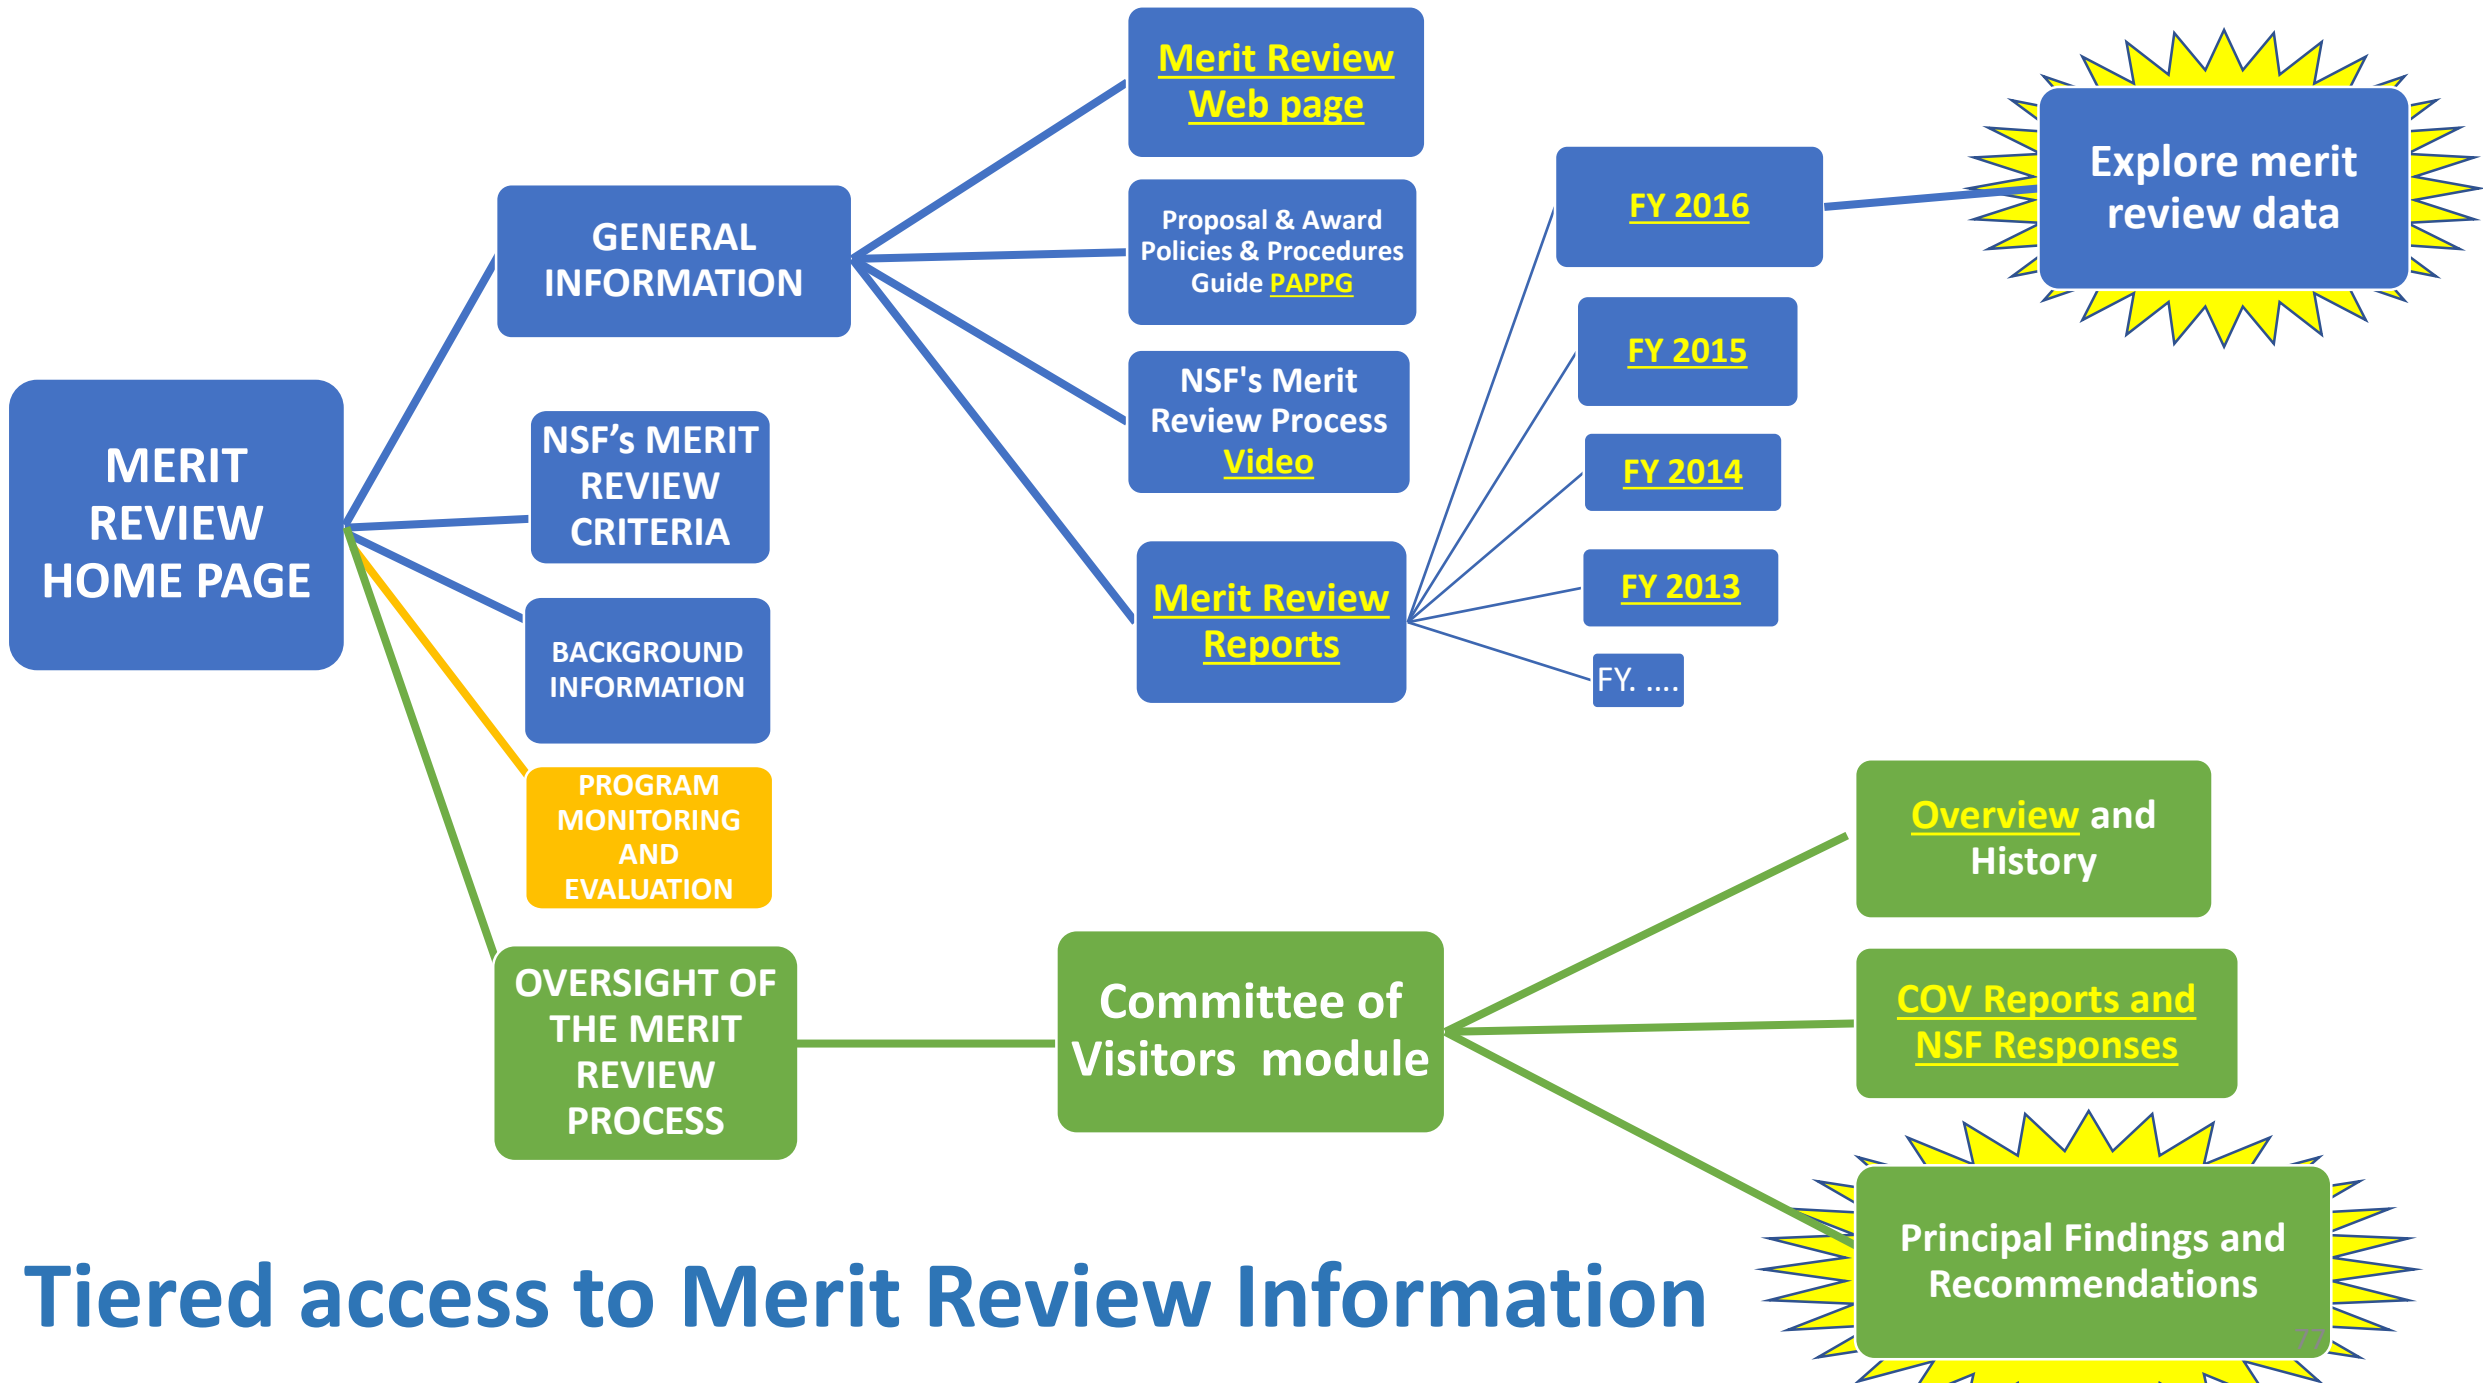 MERIT
REVIEW
HOME PAGE
GENERAL
INFORMATION
NSF’s MERIT
REVIEW
CRITERIA
BACKGROUND
INFORMATION
PROGRAM
MONITORING
AND
EVALUATION
OVERSIGHT OF
THE MERIT
REVIEW
PROCESS
Merit Review
Web page
Proposal & Award
Policies & Procedures
Guide PAPPG
NSF's Merit
Review Process
Video
Merit Review
Reports
FY 2016
FY 2015
FY 2014
FY 2013
FY. ....
Explore merit
review data
Committee of
Visitors  module
Overview and
History
COV Reports and
NSF Responses
Principal Findings and
Recommendations
77
Tiered access to Merit Review Information